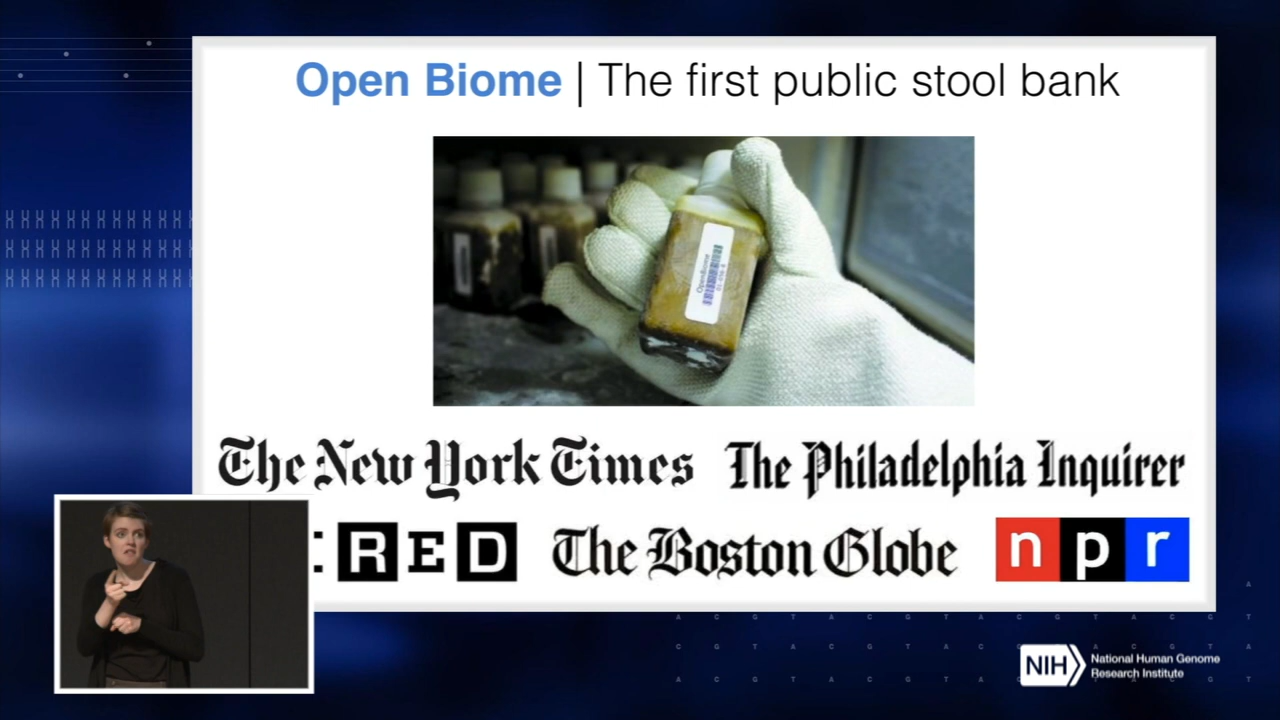 Open Biome | The first public stool bank
OpenBiome
The New York Times
The Philadelphia Inquirer
RED
The Boston Globe
npr
A C G T A C G T A C G T A C G T
NIH
National Human Genome
Research Institute